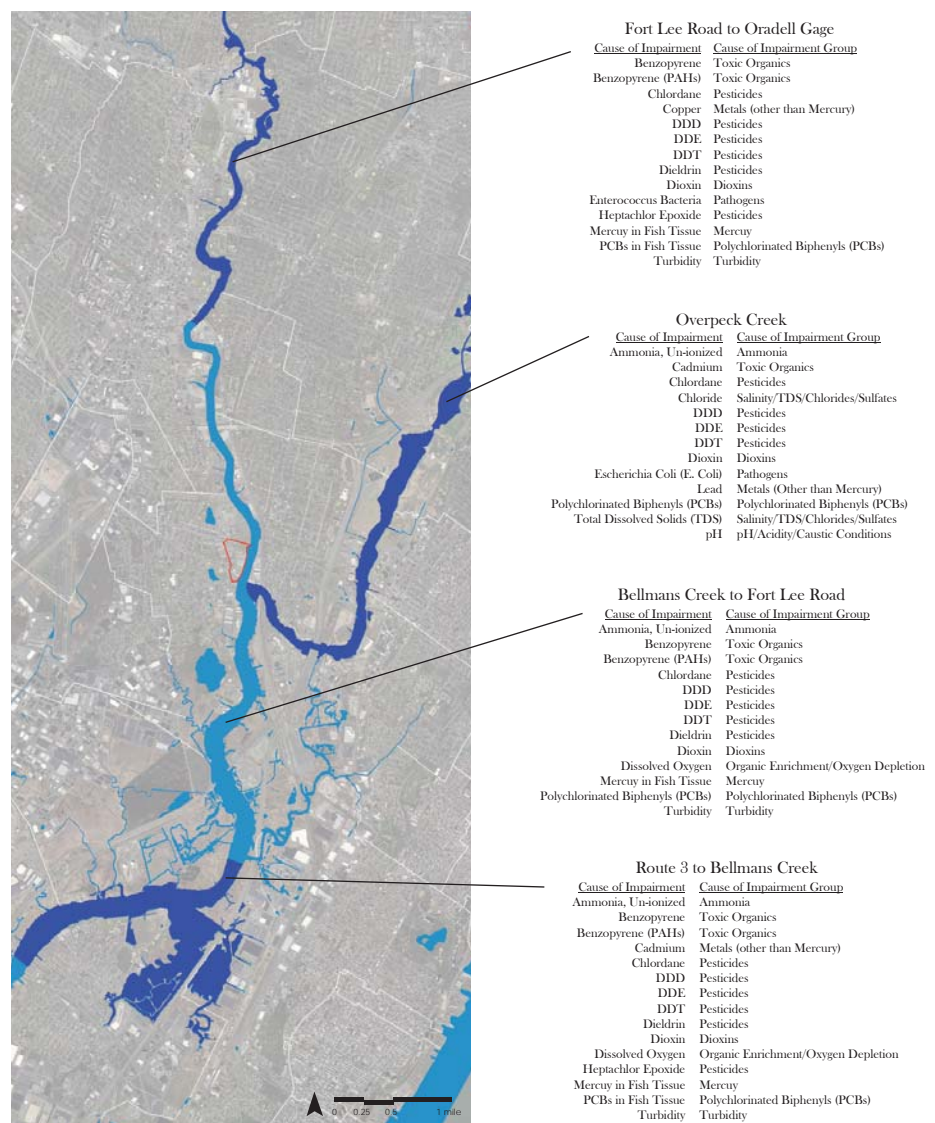 Fort Lee Road to Oradell Gage
Cause of Impairment Cause of Impairment Group
Benzopyrene Toxic Organics
Benzopyrene (PAHs) Toxic Organics
Chlordane Pesticides
Copper Metals (other than Mercury)
DDD Pesticides
DDE Pesticides
DDT Pesticides
Dieldrin Pesticides
Dioxin Dioxins
Enterococcus Bacteria Pathogens
Heptachlor Epoxide Pesticides
Mercuy in Fish Tissue Mercuy
PCBs in Fish Tissue Polychlorinated Biphenyls (PCBs)
Turbidity Turbidity
Overpeck Creek
Cause of Impairment Cause of Impairment Group
Ammonia, Un-ionized Ammonia
Cadmium Toxic Organics
Chlordane Pesticides
Chloride Salinity/TDS/Chlorides/Sulfates
DDD Pesticides
DDE Pesticides
DDT Pesticides
Dioxin Dioxins
Escherichia Coli (E. Coli) Pathogens
Lead Metals (Other than Mercury)
Polychlorinated Biphenyls (PCBs) Polychlorinated Biphenyls (PCBs)
Total Dissolved Solids (TDS) Salinity/TDS/Chlorides/Sulfates
pH pH/Acidity/Caustic Conditions
Bellmans Creek to Fort Lee Road
Cause of Impairment Cause of Impairment Group
Ammonia, Un-ionized Ammonia
Benzopyrene Toxic Organics
Benzopyrene (PAHs) Toxic Organics
Chlordane Pesticides
DDD Pesticides
DDE Pesticides
DDT Pesticides
Dieldrin Pesticides
Dioxin Dioxins
Dissolved Oxygen Organic Enrichment/Oxygen Depletion
Mercuy in Fish Tissue Mercuy
Polychlorinated Biphenyls (PCBs) Polychlorinated Biphenyls (PCBs)
Turbidity Turbidity
Route 3 to Bellmans Creek
Cause of Impairment Cause of Impairment Group
Ammonia, Un-ionized Ammonia
Benzopyrene Toxic Organics
Benzopyrene (PAHs) Toxic Organics
Cadmium Metals (other than Mercury)
Chlordane Pesticides
DDD Pesticides
DDE Pesticides
DDT Pesticides
Dieldrin Pesticides
Dioxin Dioxins
Dissolved Oxygen Organic Enrichment/Oxygen Depletion
Heptachlor Epoxide Pesticides
Mercuy in Fish Tissue Mercuy
PCBs in Fish Tissue Polychlorinated Biphenyls (PCBs)
Turbidity Turbidity
0 0.25 0.5 1 mile